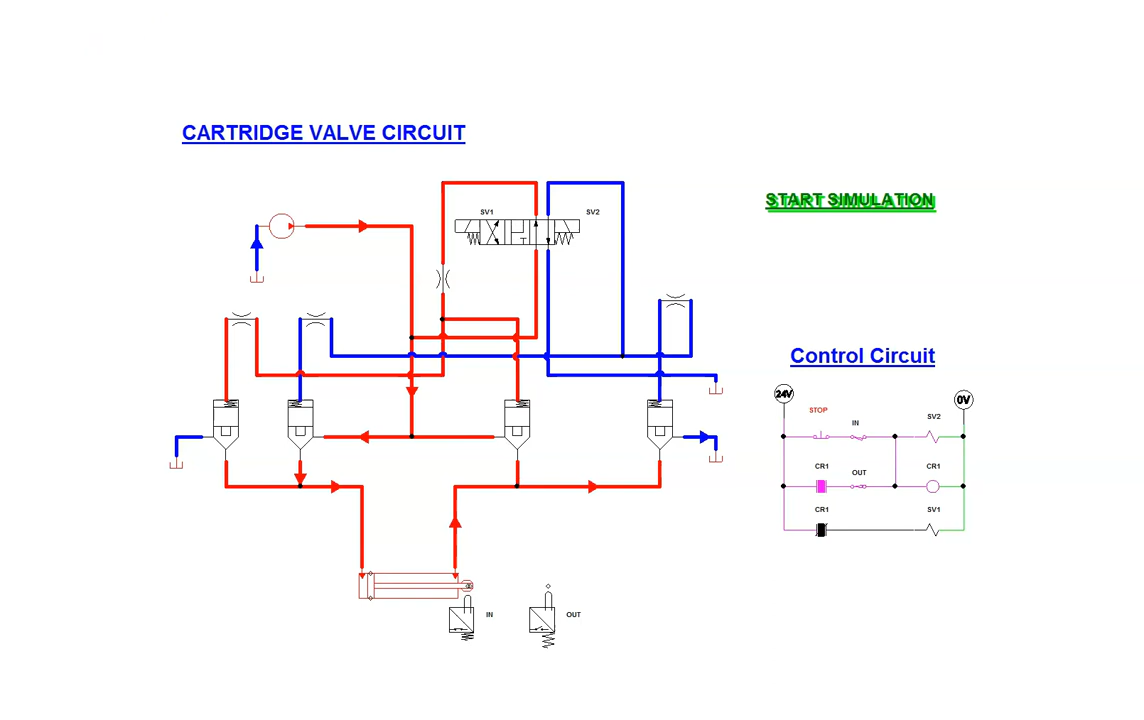 CARTRIDGE VALVE CIRCUIT
START SIMULATION
SV1
SV2
Control Circuit
24V
0V
STOP
IN
SV2
CR1
OUT
CR1
CR1
SV1
IN
OUT